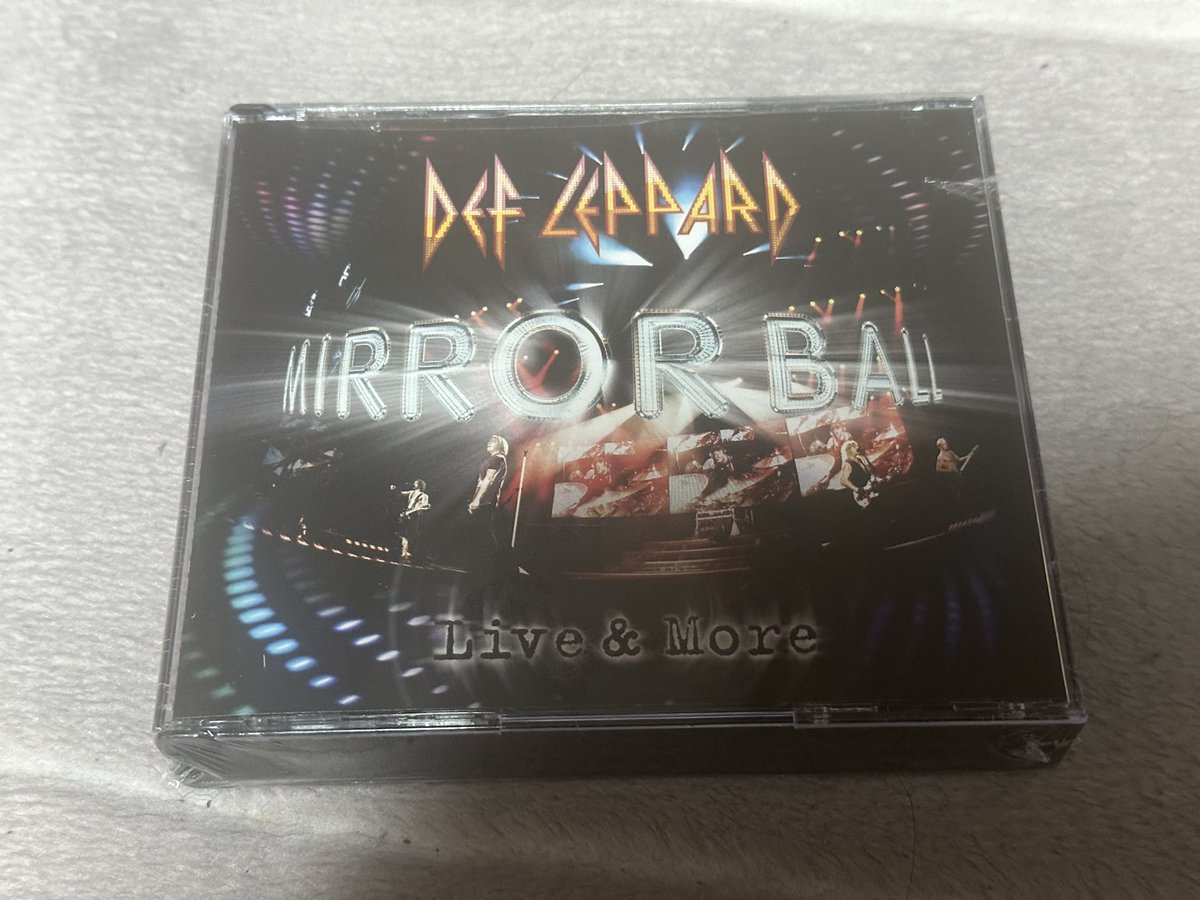 DEF LEPPARD
MIRROR BALL
Live & More